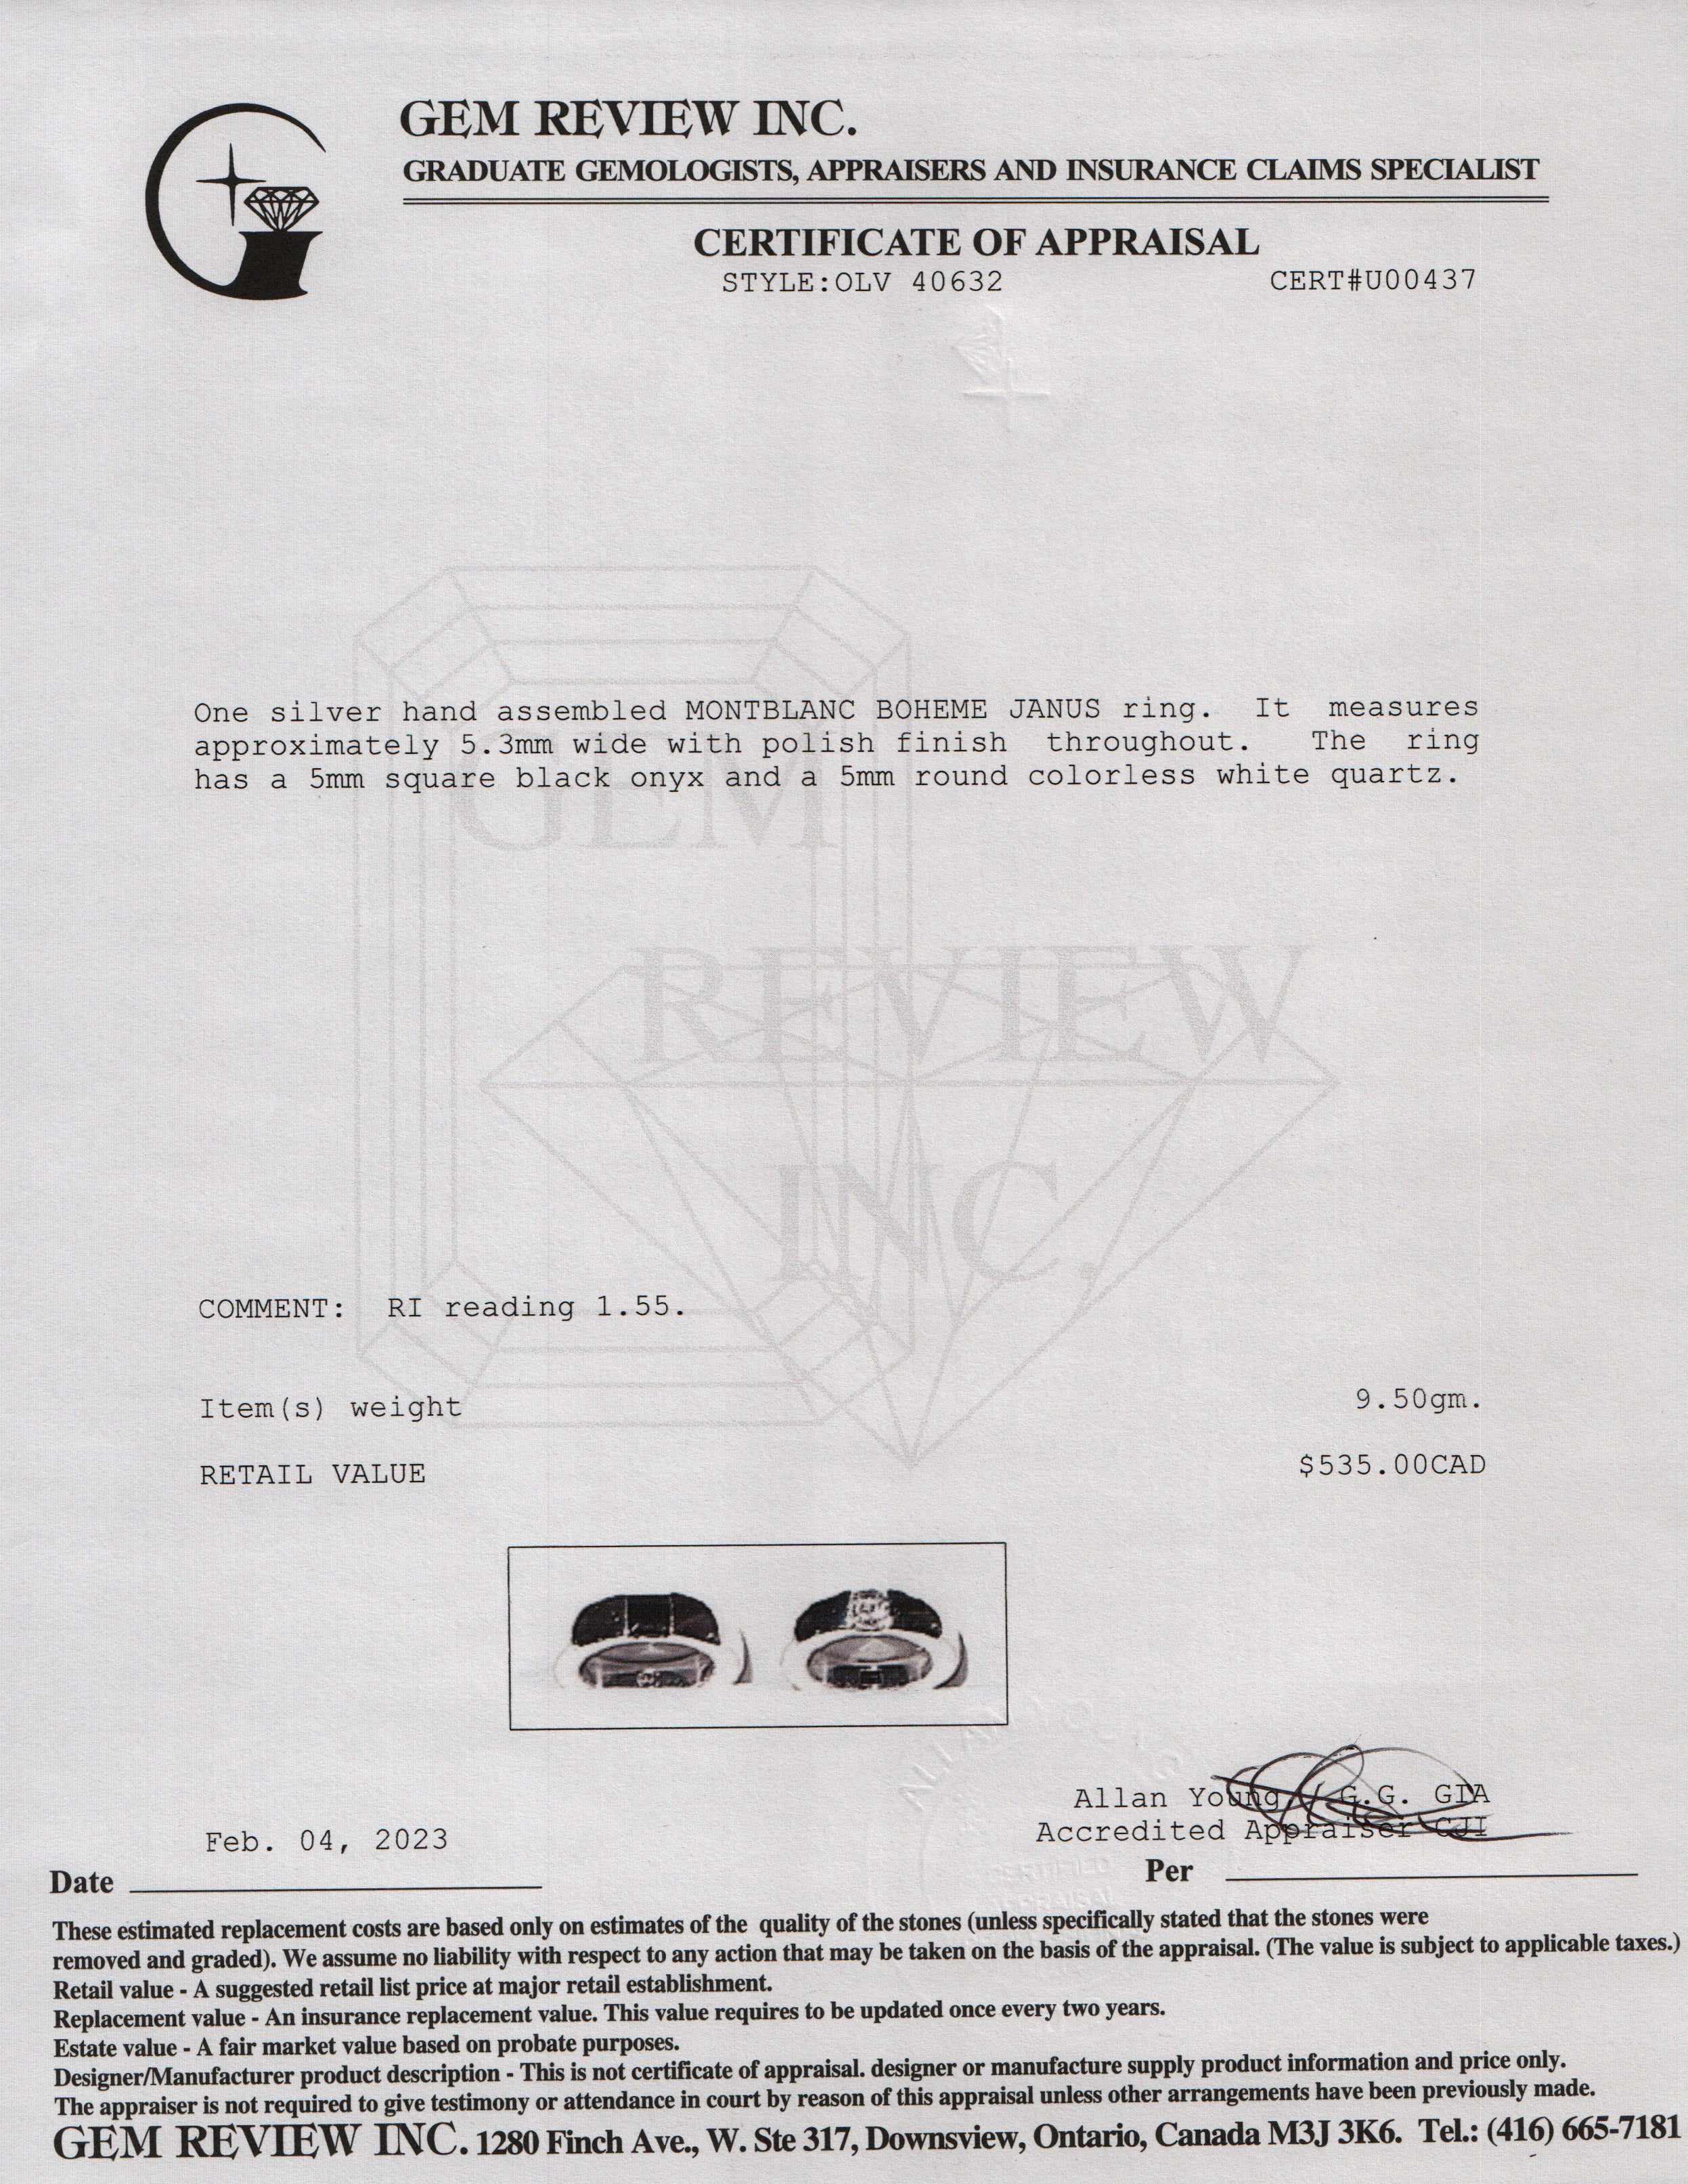 GEM REVIEW INC.
GRADUATE GEMOLOGISTS, APPRAISERS AND INSURANCE CLAIMS SPECIALIST
CERTIFICATE OF APPRAISAL
STYLE:OLV 40632 CERT#U00437
One silver hand assembled MONTBLANC BOHEME JANUS ring. It measures
approximately 5.3mm wide with polish finish throughout. The ring
has a 5mm square black onyx and a 5mm round colorless white quartz.
GEM
REVIEW
INC.
COMMENT: RI reading 1.55.
Item(s) weight 9.50gm.
RETAIL VALUE $535.00CAD
Allan Young, G.G. GIA
Accredited Appraiser CJI
Feb. 04, 2023
Date Per
These estimated replacement costs are based only on estimates of the quality of the stones (unless specifically stated that the stones were
removed and graded). We assume no liability with respect to any action that may be taken on the basis of the appraisal. (The value is subject to applicable taxes.)
Retail value - A suggested retail list price at major retail establishment.
Replacement value - An insurance replacement value. This value requires to be updated once every two years.
Estate value - A fair market value based on probate purposes.
Designer/Manufacturer product description - This is not certificate of appraisal. designer or manufacture supply product information and price only.
The appraiser is not required to give testimony or attendance in court by reason of this appraisal unless other arrangements have been previously made.
GEM REVIEW INC. 1280 Finch Ave., W. Ste 317, Downsview, Ontario, Canada M3J 3K6. Tel.: (416) 665-7181